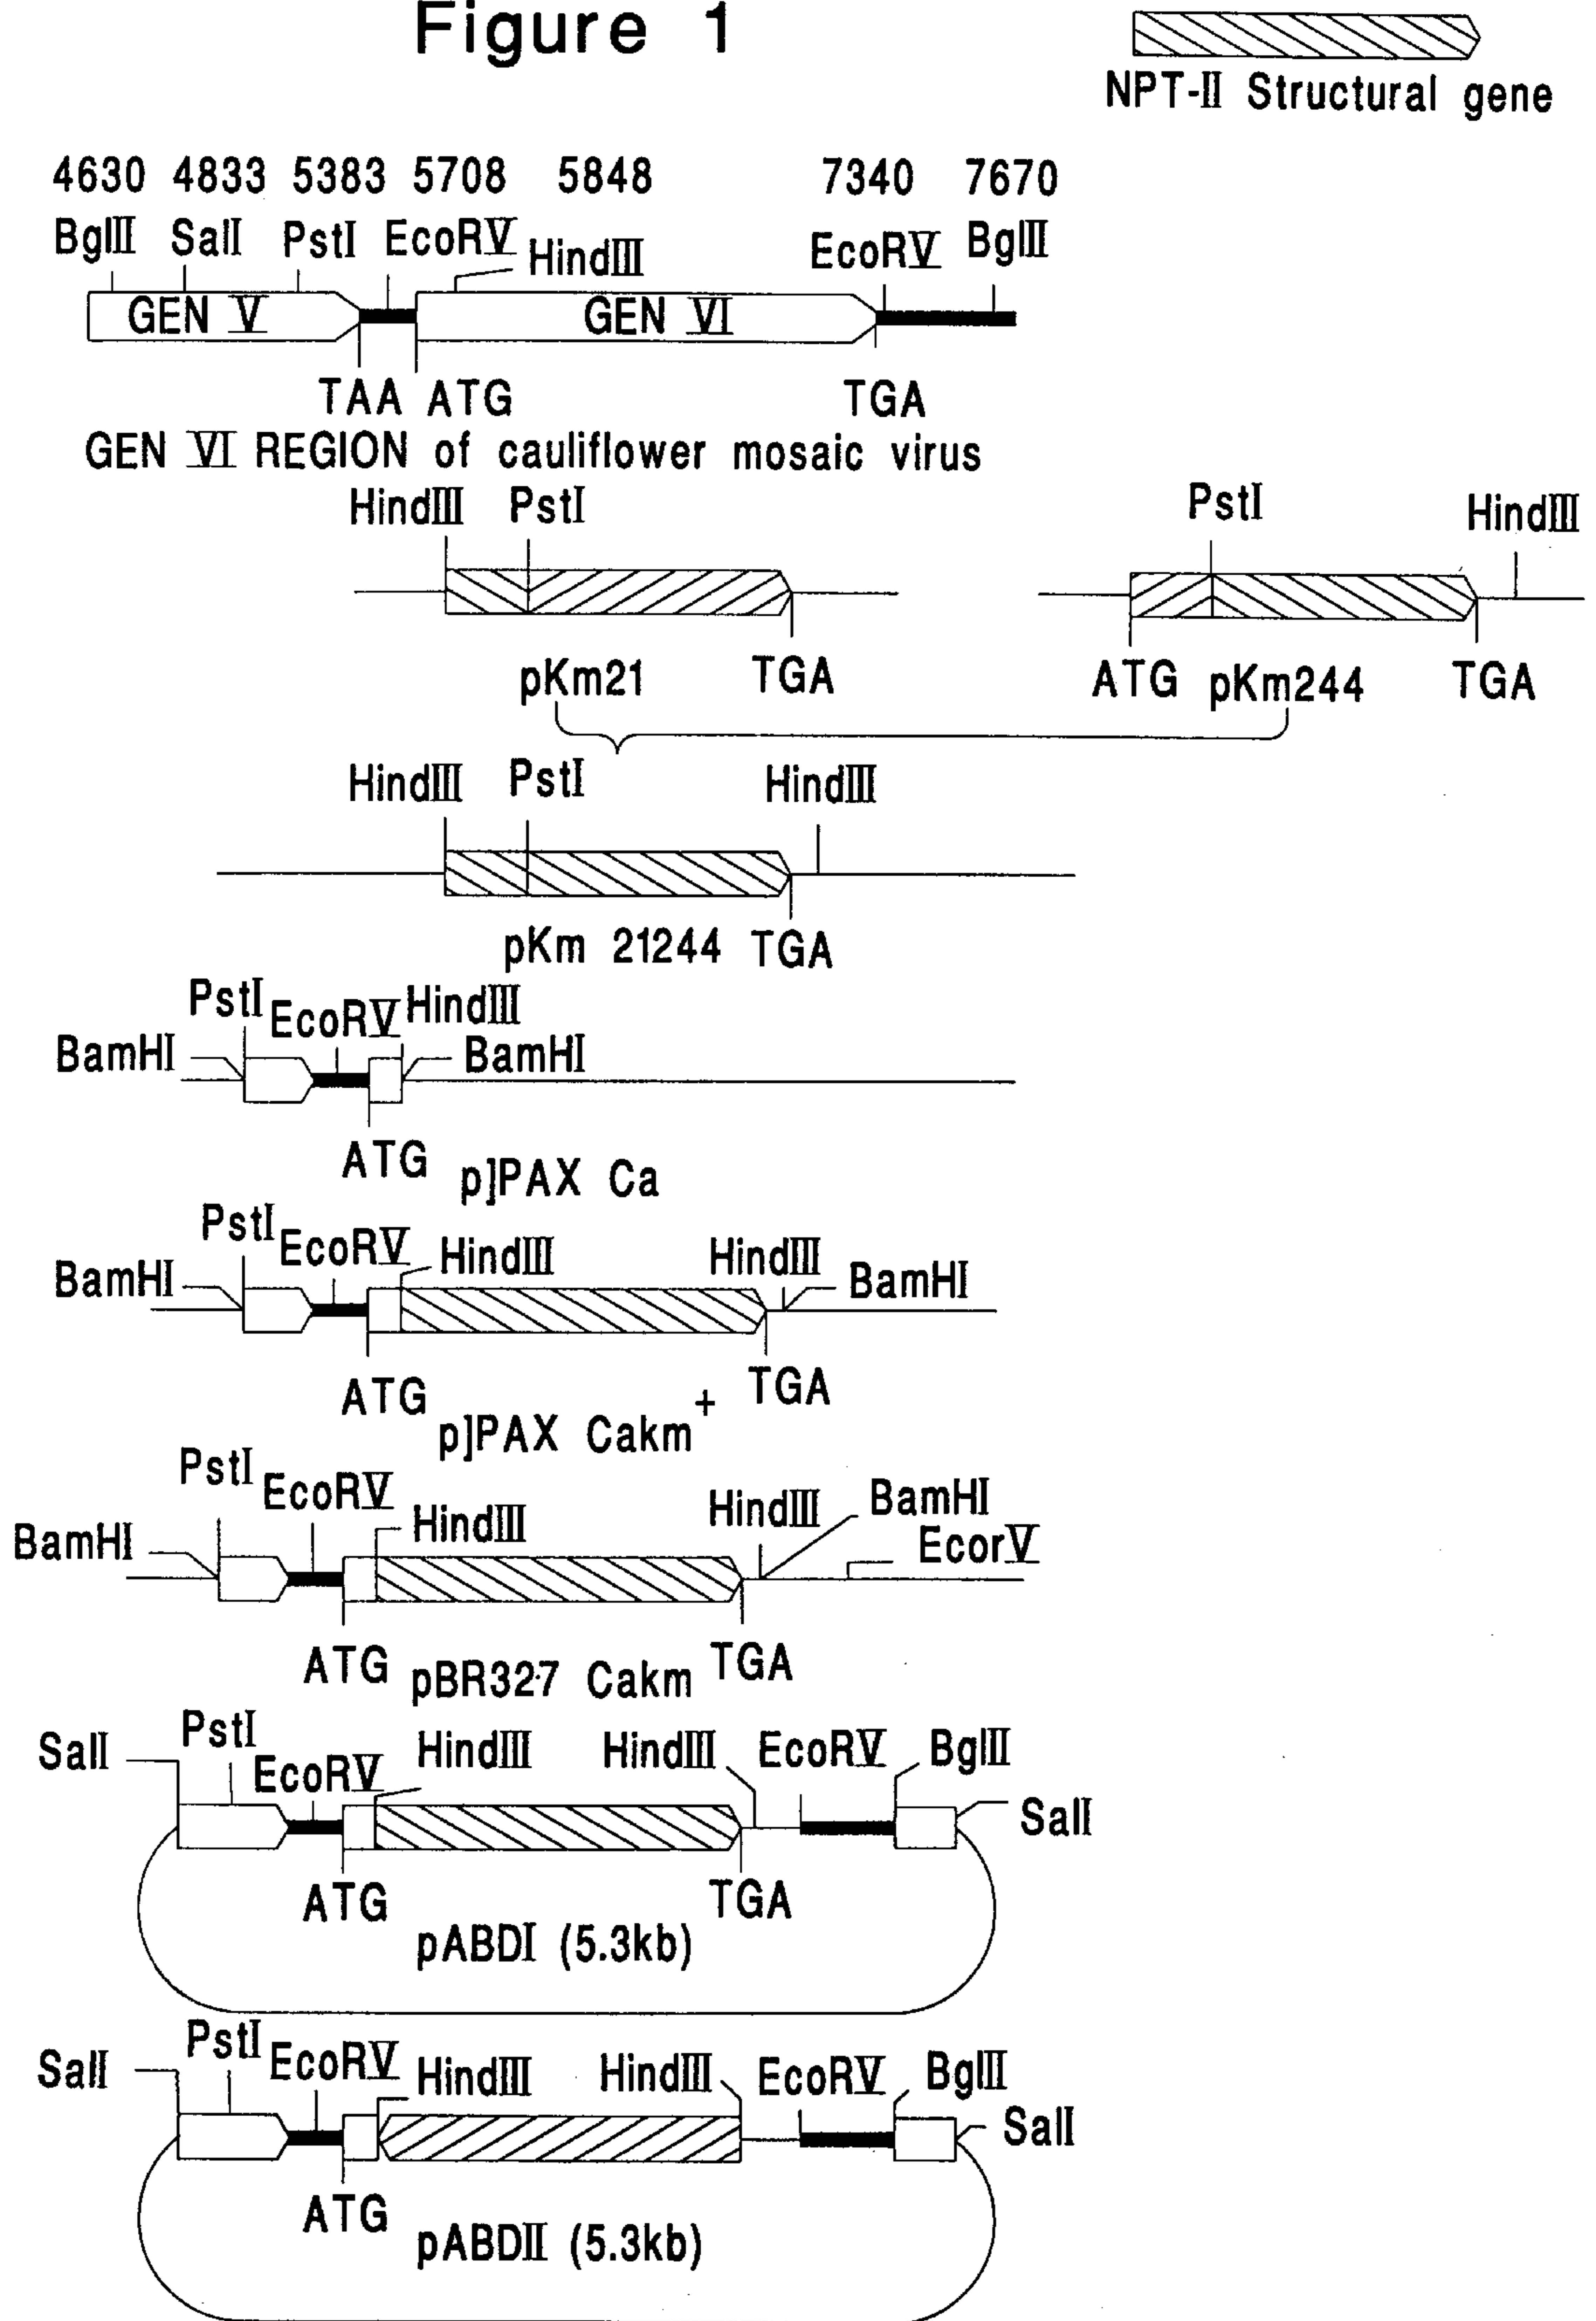 Figure 1
NPT-II Structural gene
4630 4833 5383 5708 5848 7340 7670
BglII SalI PstI EcoRV HindIII EcoRV BglII
GEN V GEN VI
TAA ATG TGA
GEN VI REGION of cauliflower mosaic virus
HindIII PstI PstI HindIII
pKm21 TGA ATG pKm244 TGA
HindIII PstI HindIII
pKm 21244 TGA
PstI EcoRV HindIII
BamHI BamHI
ATG p]PAX Ca
PstI EcoRV HindIII HindIII
BamHI BamHI
ATG p]PAX Cakm+ TGA
PstI EcoRV HindIII HindIII BamHI
BamHI EcorV
ATG pBR327 Cakm TGA
SalI PstI EcoRV HindIII HindIII EcoRV BglII
SalI
ATG TGA
pABDI (5.3kb)
SalI PstI EcoRV HindIII HindIII EcoRV BglII
SalI
ATG
pABDII (5.3kb)